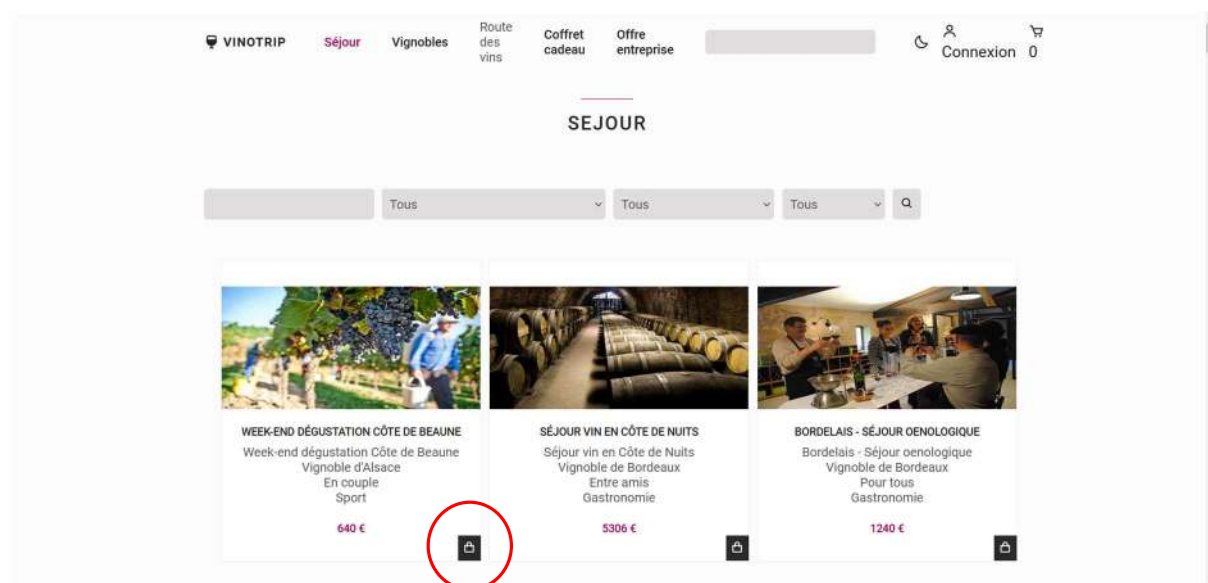 VINOTRIP
Séjour
Vignobles
Route
des
vins
Coffret
cadeau
Offre
entreprise
Connexion
0
SEJOUR
Tous
Tous
Tous
WEEK-END DÉGUSTATION CÔTE DE BEAUNE
Week-end dégustation Côte de Beaune
Vignoble d'Alsace
En couple
Sport
640 €
SÉJOUR VIN EN CÔTE DE NUITS
Séjour vin en Côte de Nuits
Vignoble de Bordeaux
Entre amis
Gastronomie
5306 €
BORDELAIS - SÉJOUR OENOLOGIQUE
Bordelais - Séjour oenologique
Vignoble de Bordeaux
Pour tous
Gastronomie
1240 €